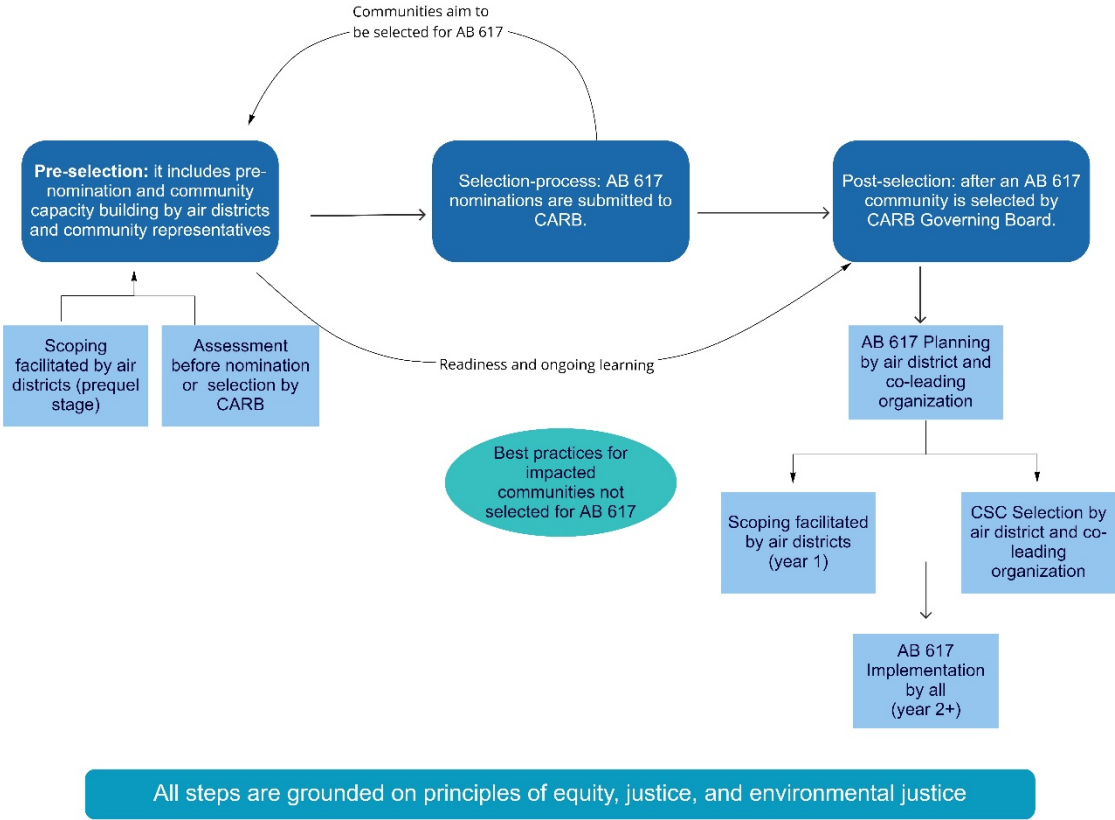 Communities aim to
be selected for AB 617
Pre-selection: it includes pre-
nomination and community
capacity building by air districts
and community representatives
Selection-process: AB 617
nominations are submitted to
CARB.
Post-selection: after an AB 617
community is selected by
CARB Governing Board.
Scoping
facilitated by air
districts (prequel
stage)
Assessment
before nomination
or selection by
CARB
Readiness and ongoing learning
AB 617 Planning
by air district and
co-leading
organization
Best practices for
impacted
communities not
selected for AB 617
Scoping facilitated
by air districts
(year 1)
CSC Selection by
air district and co-
leading
organization
AB 617
Implementation
by all
(year 2+)
All steps are grounded on principles of equity, justice, and environmental justice